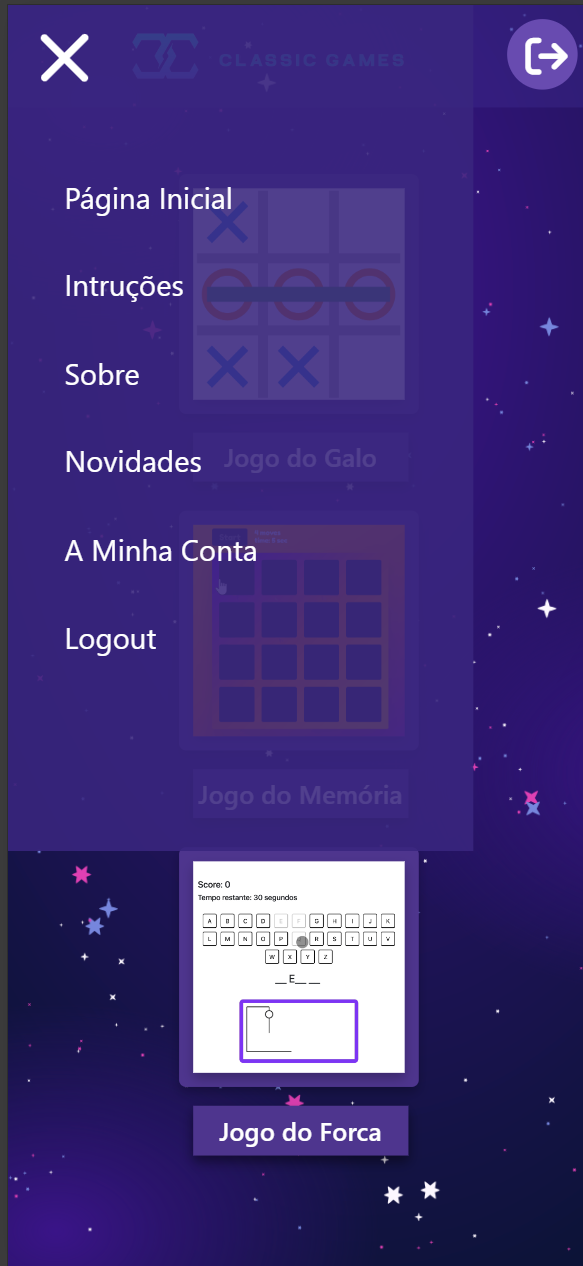 CLASSIC GAMES
Página Inicial
Intruções
Sobre
Novidades
Jogo do Galo
A Minha Conta
Logout
Jogo do Memória
Score: 0
Tempo restante: 30 segundos
A B C D E F G H I J K
L M N O P R S T U V
W X Y Z
__ E__ __
Jogo do Forca